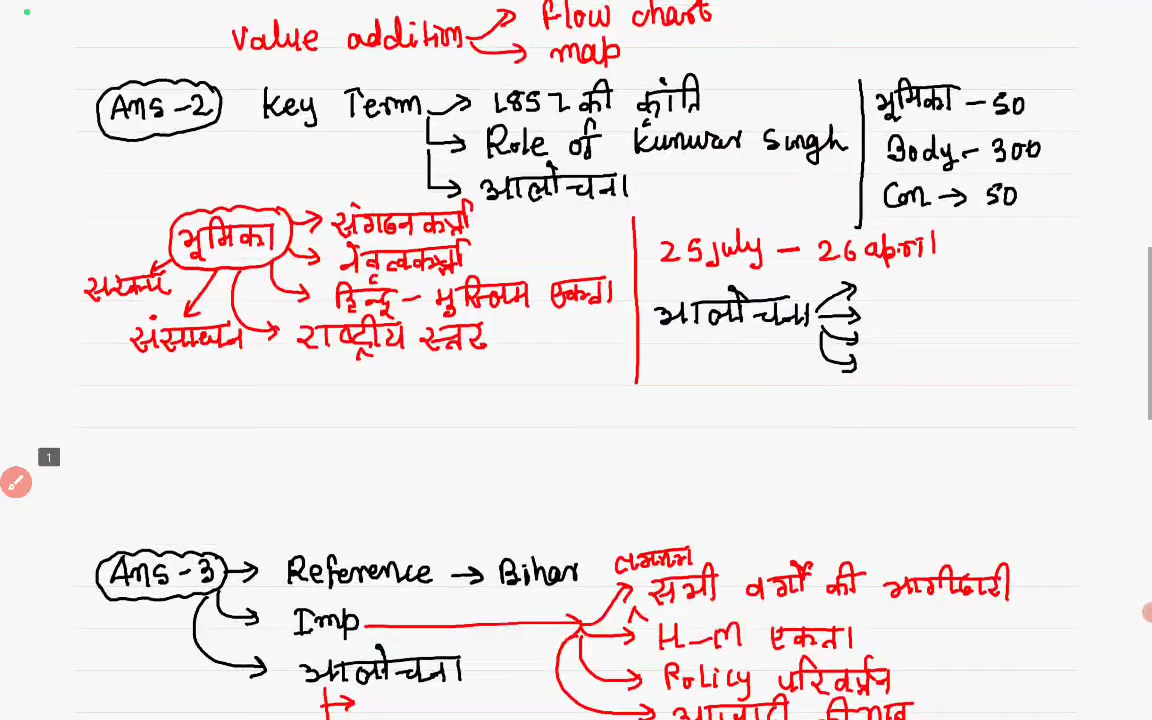 value addition → flow chart
→ map
Ans-2 Key Term → 1857 की क्रांति
→ Role of Kunwar Singh
→ आलोचना
भूमिका - 50
Body - 300
Con → 50
भूमिका → संगठनकर्ता
→ नेतृत्वकर्ता
→ हिन्दू - मुस्लिम एकता
→ राष्ट्रीय स्तर
संसाधन
25 july - 26 april
आलोचना
1
Ans-3 → Reference → Bihar
→ Imp
→ आलोचना
→ सभी वर्गों की भागीदारी
→ H-M एकता
→ Policy परिवर्तन